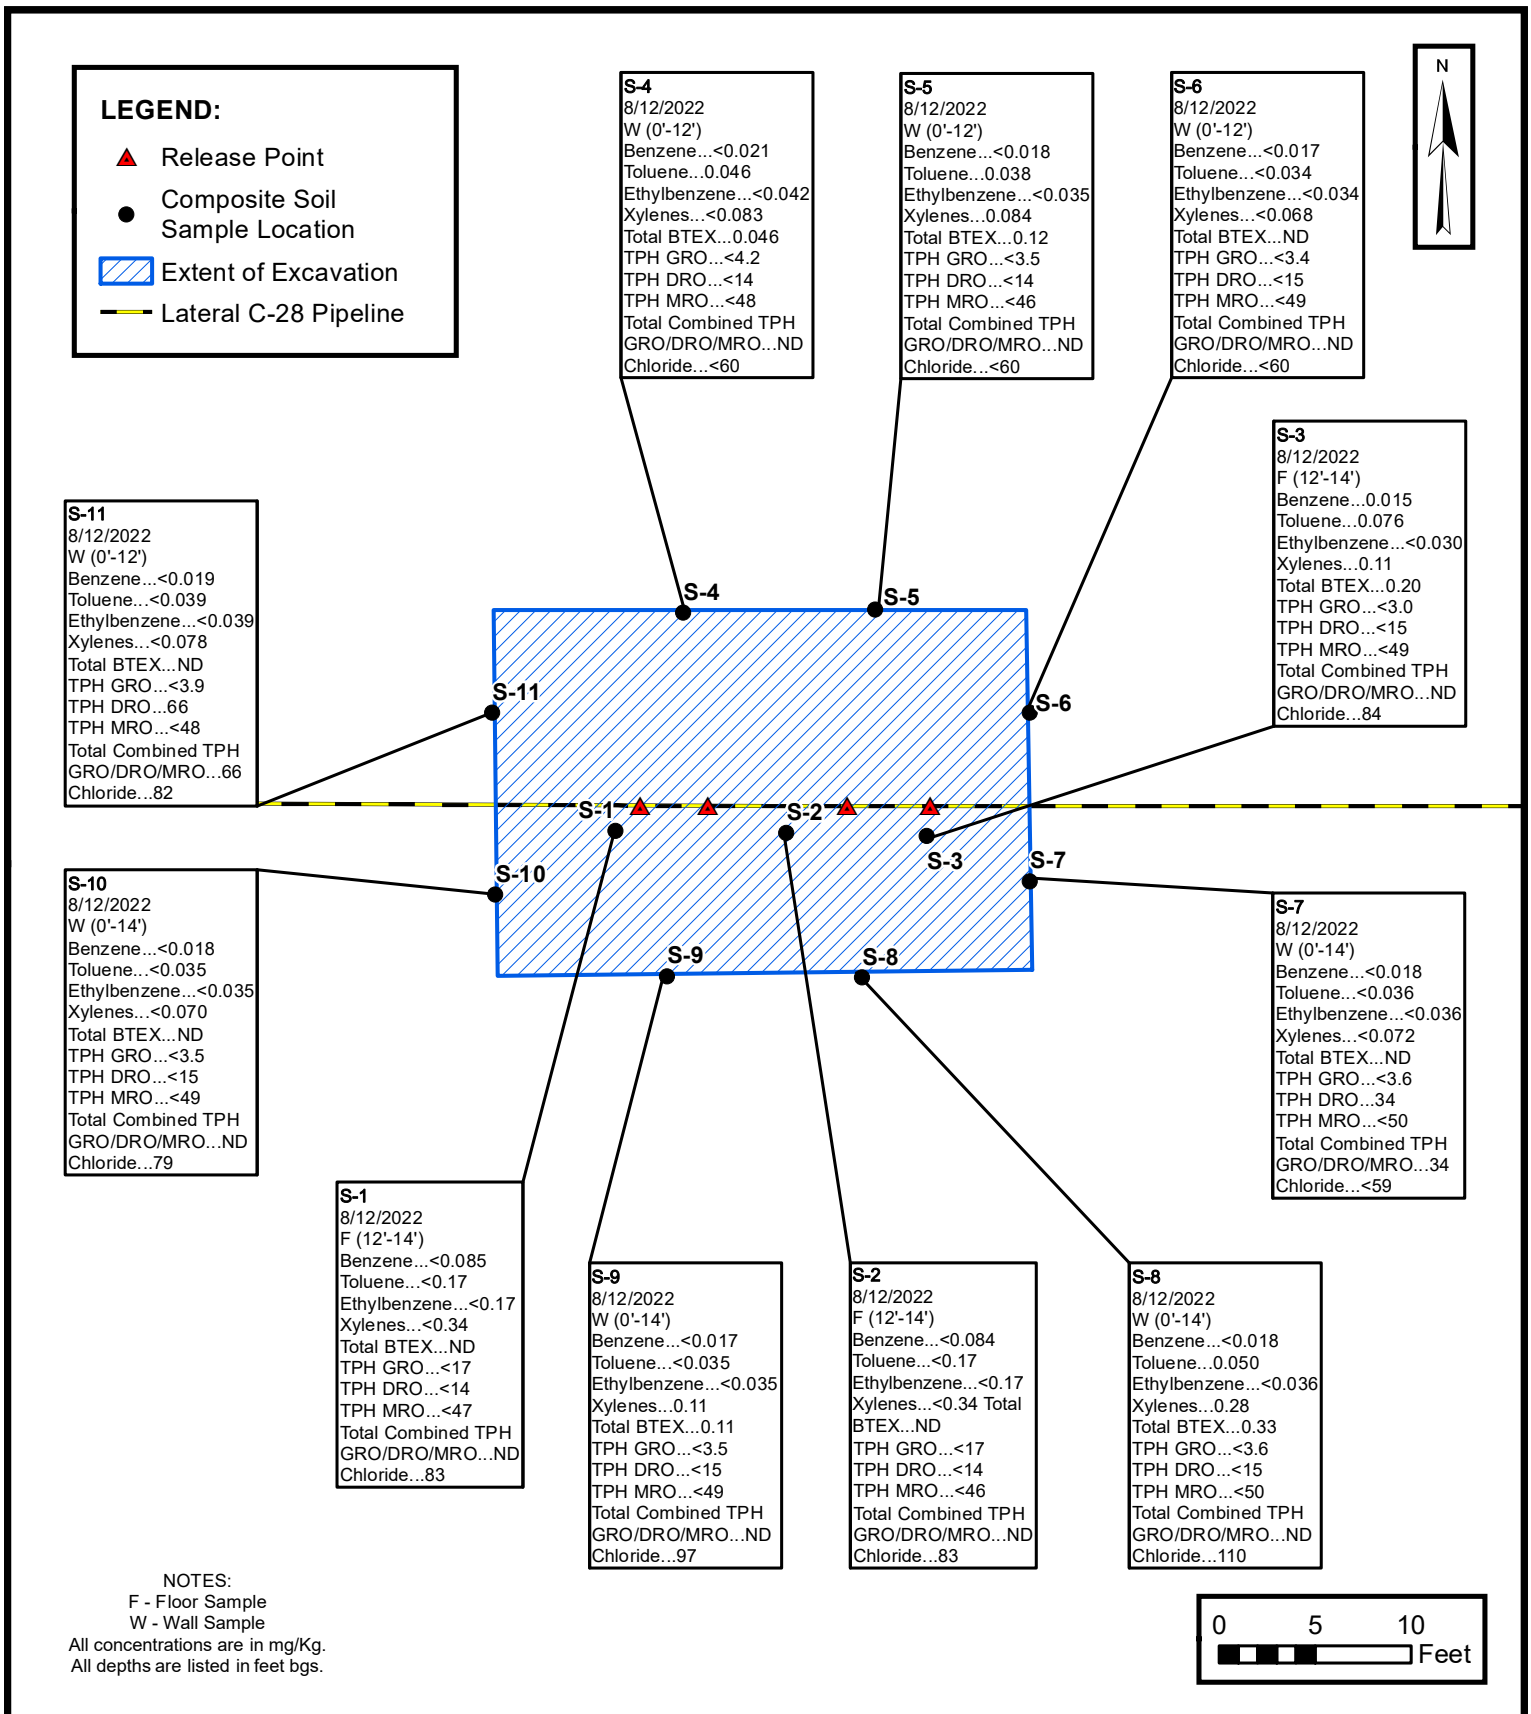 LEGEND:
Release Point
Composite Soil
Sample Location
Extent of Excavation
Lateral C-28 Pipeline
N
S-4
8/12/2022
W (0'-12')
Benzene...<0.021
Toluene...0.046
Ethylbenzene...<0.042
Xylenes...<0.083
Total BTEX...0.046
TPH GRO...<4.2
TPH DRO...<14
TPH MRO...<48
Total Combined TPH
GRO/DRO/MRO...ND
Chloride...<60
S-5
8/12/2022
W (0'-12')
Benzene...<0.018
Toluene...0.038
Ethylbenzene...<0.035
Xylenes...0.084
Total BTEX...0.12
TPH GRO...<3.5
TPH DRO...<14
TPH MRO...<46
Total Combined TPH
GRO/DRO/MRO...ND
Chloride...<60
S-6
8/12/2022
W (0'-12')
Benzene...<0.017
Toluene...<0.034
Ethylbenzene...<0.034
Xylenes...<0.068
Total BTEX...ND
TPH GRO...<3.4
TPH DRO...<15
TPH MRO...<49
Total Combined TPH
GRO/DRO/MRO...ND
Chloride...<60
S-3
8/12/2022
F (12'-14')
Benzene...0.015
Toluene...0.076
Ethylbenzene...<0.030
Xylenes...0.11
Total BTEX...0.20
TPH GRO...<3.0
TPH DRO...<15
TPH MRO...<49
Total Combined TPH
GRO/DRO/MRO...ND
Chloride...84
S-11
8/12/2022
W (0'-12')
Benzene...<0.019
Toluene...<0.039
Ethylbenzene...<0.039
Xylenes...<0.078
Total BTEX...ND
TPH GRO...<3.9
TPH DRO...66
TPH MRO...<48
Total Combined TPH
GRO/DRO/MRO...66
Chloride...82
S-4
S-5
S-11
S-6
S-1
S-2
S-3
S-7
S-10
S-9
S-8
S-10
8/12/2022
W (0'-14')
Benzene...<0.018
Toluene...<0.035
Ethylbenzene...<0.035
Xylenes...<0.070
Total BTEX...ND
TPH GRO...<3.5
TPH DRO...<15
TPH MRO...<49
Total Combined TPH
GRO/DRO/MRO...ND
Chloride...79
S-7
8/12/2022
W (0'-14')
Benzene...<0.018
Toluene...<0.036
Ethylbenzene...<0.036
Xylenes...<0.072
Total BTEX...ND
TPH GRO...<3.6
TPH DRO...34
TPH MRO...<50
Total Combined TPH
GRO/DRO/MRO...34
Chloride...<59
S-1
8/12/2022
F (12'-14')
Benzene...<0.085
Toluene...<0.17
Ethylbenzene...<0.17
Xylenes...<0.34
Total BTEX...ND
TPH GRO...<17
TPH DRO...<14
TPH MRO...<47
Total Combined TPH
GRO/DRO/MRO...ND
Chloride...83
S-9
8/12/2022
W (0'-14')
Benzene...<0.017
Toluene...<0.035
Ethylbenzene...<0.035
Xylenes...0.11
Total BTEX...0.11
TPH GRO...<3.5
TPH DRO...<15
TPH MRO...<49
Total Combined TPH
GRO/DRO/MRO...ND
Chloride...97
S-2
8/12/2022
F (12'-14')
Benzene...<0.084
Toluene...<0.17
Ethylbenzene...<0.17
Xylenes...<0.34 Total
BTEX...ND
TPH GRO...<17
TPH DRO...<14
TPH MRO...<46
Total Combined TPH
GRO/DRO/MRO...ND
Chloride...83
S-8
8/12/2022
W (0'-14')
Benzene...<0.018
Toluene...0.050
Ethylbenzene...<0.036
Xylenes...0.28
Total BTEX...0.33
TPH GRO...<3.6
TPH DRO...<15
TPH MRO...<50
Total Combined TPH
GRO/DRO/MRO...ND
Chloride...110
NOTES:
F - Floor Sample
W - Wall Sample
All concentrations are in mg/Kg.
All depths are listed in feet bgs.
0 5 10
Feet